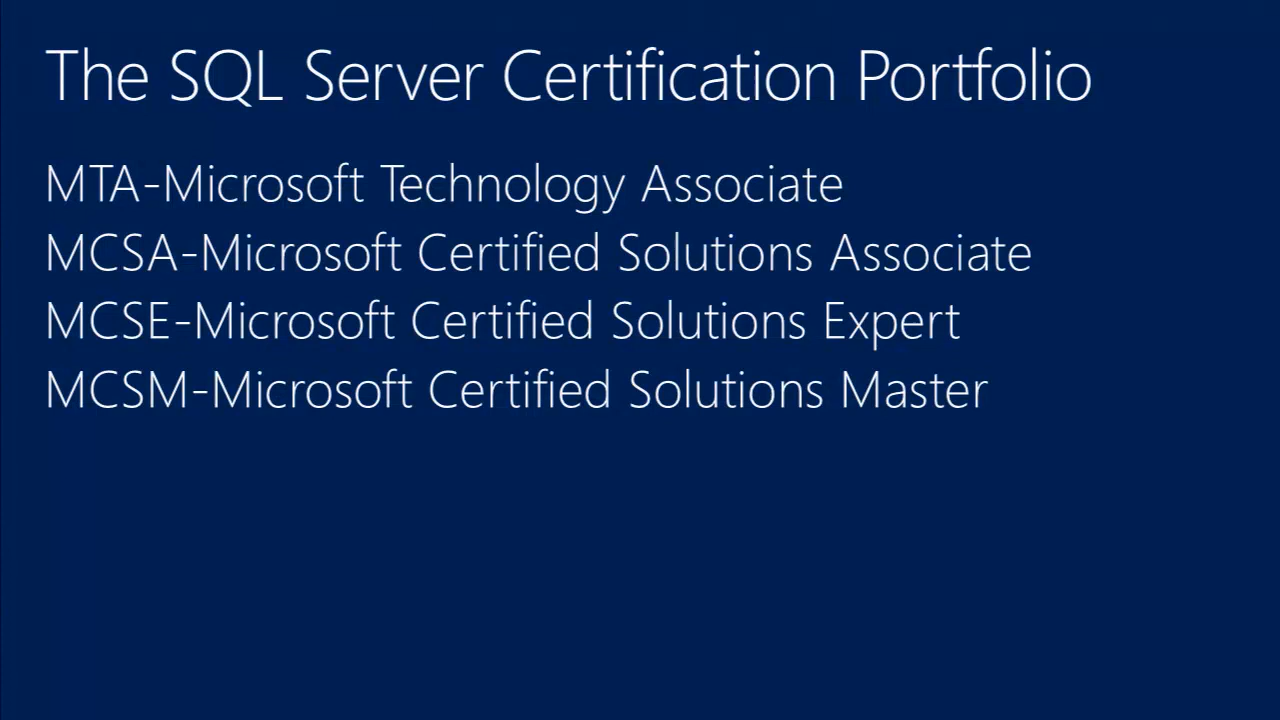 The SQL Server Certification Portfolio
MTA-Microsoft Technology Associate
MCSA-Microsoft Certified Solutions Associate
MCSE-Microsoft Certified Solutions Expert
MCSM-Microsoft Certified Solutions Master